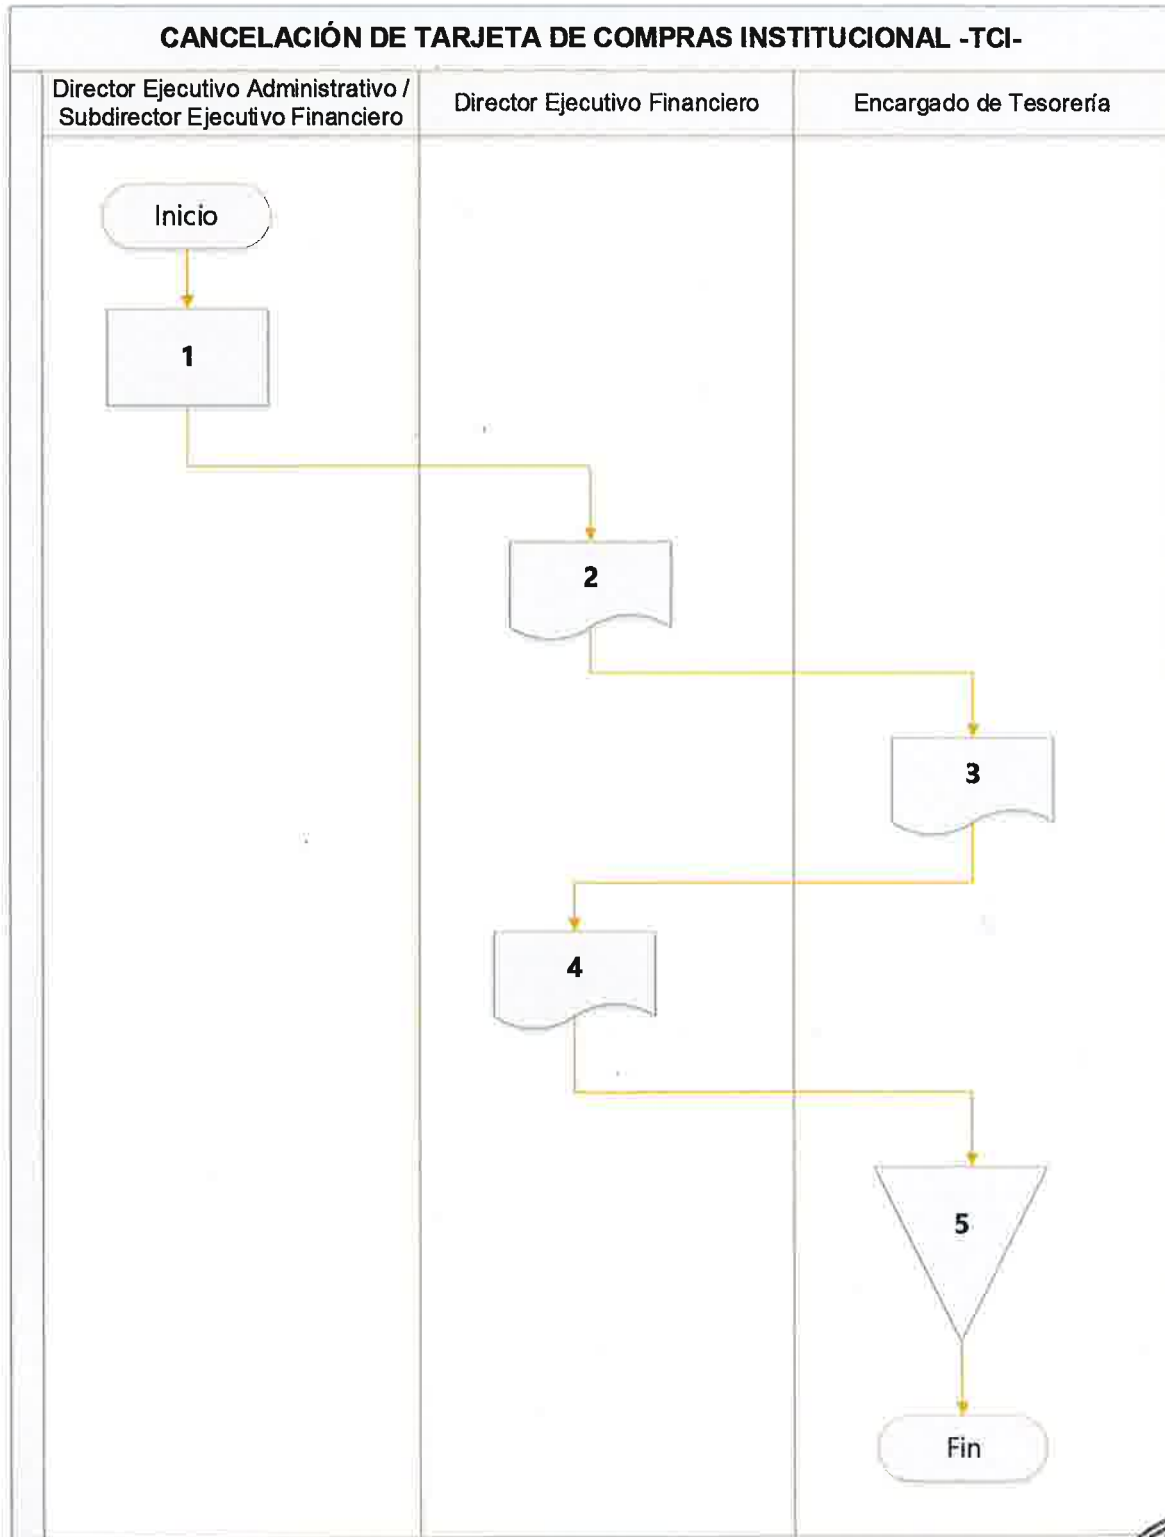 CANCELACIÓN DE TARJETA DE COMPRAS INSTITUCIONAL -TCI-
Director Ejecutivo Administrativo /
Subdirector Ejecutivo Financiero
Director Ejecutivo Financiero
Encargado de Tesorería
Inicio
1
2
3
4
5
Fin